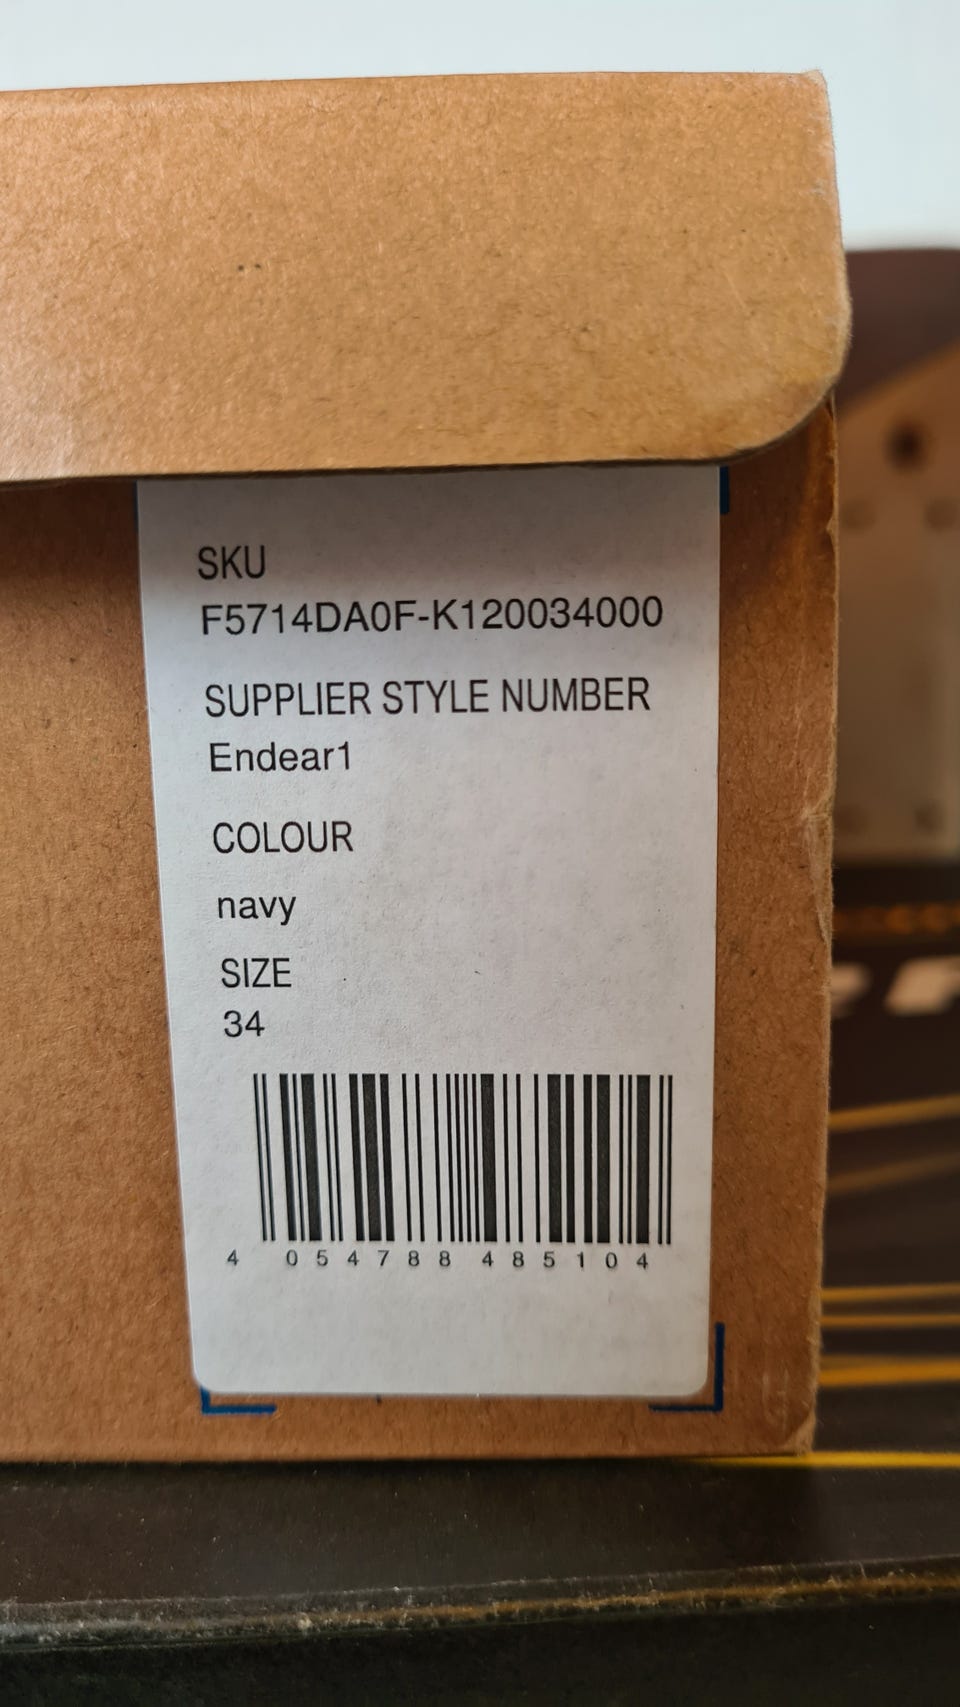 SKU
F5714DA0F-K120034000
SUPPLIER STYLE NUMBER
Endear1
COLOUR
navy
SIZE
34
4 054788 485104